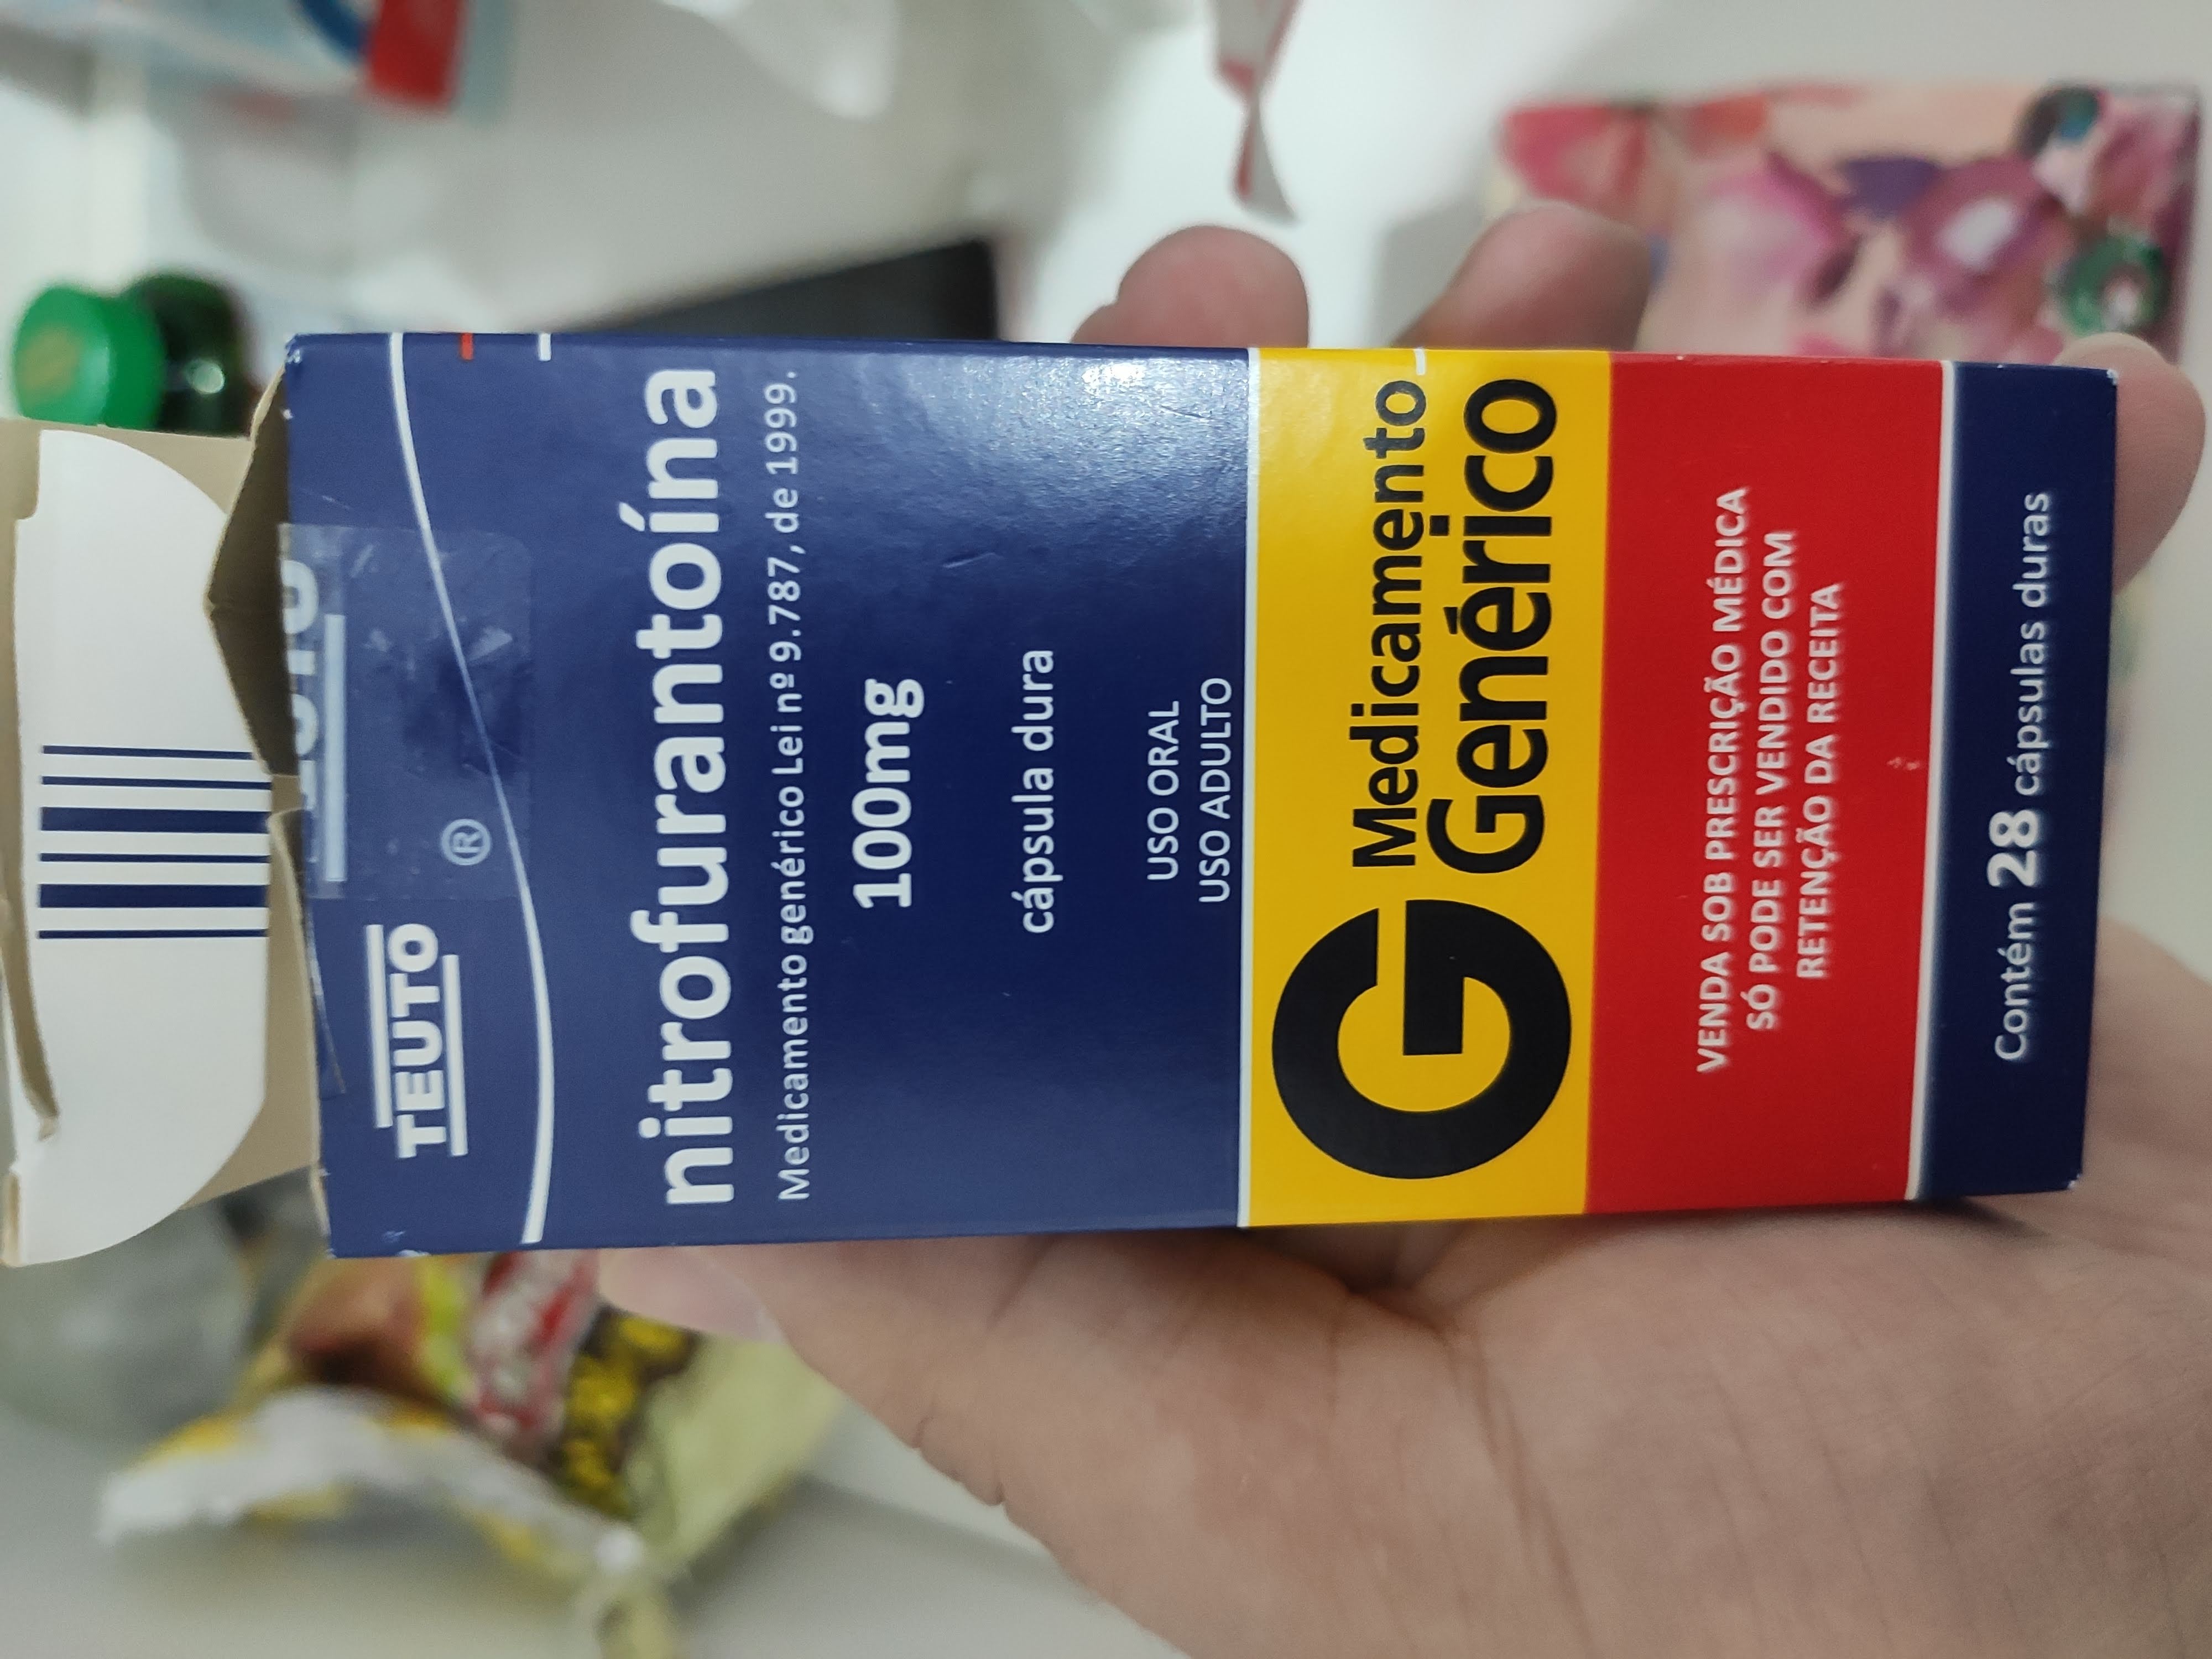 TEUTO
TEUTO
®
nitrofurantoína
Medicamento genérico Lei nº 9.787, de 1999.
100mg
cápsula dura
USO ORAL
USO ADULTO
G Medicamento
Genérico
VENDA SOB PRESCRIÇÃO MÉDICA
SÓ PODE SER VENDIDO COM
RETENÇÃO DA RECEITA
Contém 28 cápsulas duras